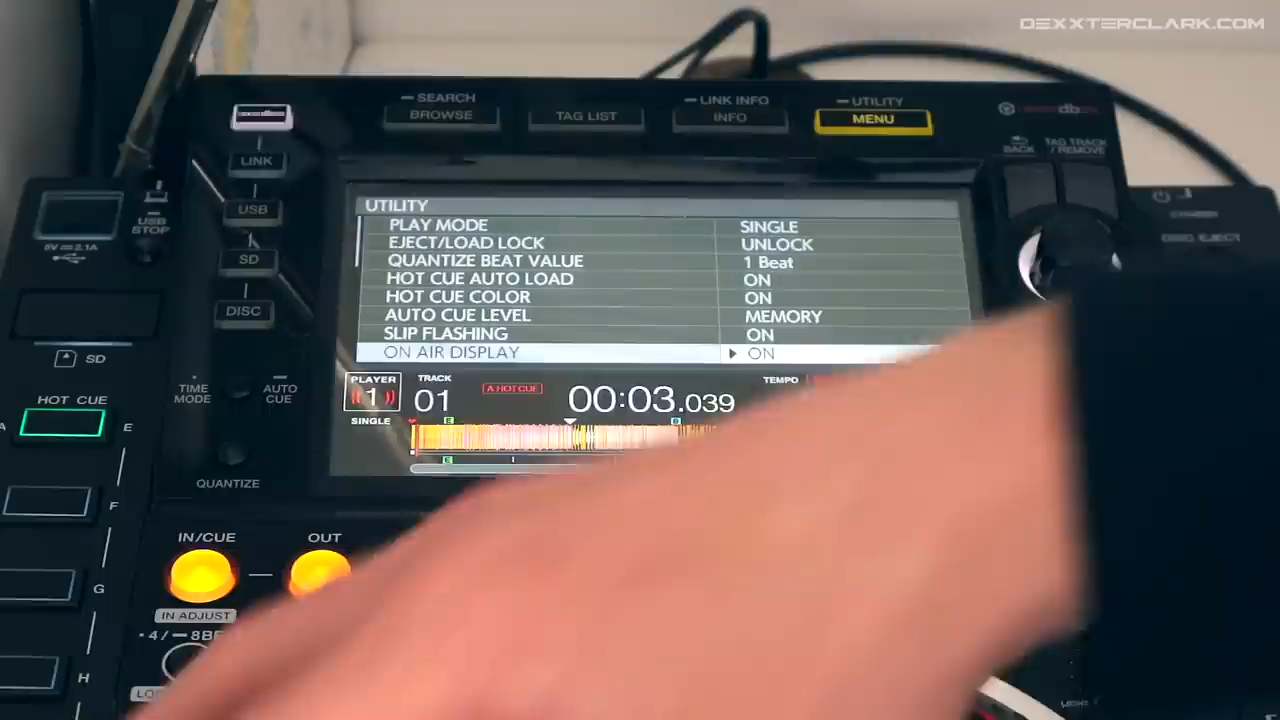 DEXXTERCLARK.COM
SEARCH
BROWSE
TAG LIST
LINK INFO
INFO
UTILITY
MENU
BACK
TAG TRACK
/ REMOVE
LINK
USB
SD
DISC
USB
STOP
5V 2.1A
SD
HOT CUE
A
E
F
G
H
TIME
MODE
AUTO
CUE
QUANTIZE
UTILITY
PLAY MODE SINGLE
EJECT/LOAD LOCK UNLOCK
QUANTIZE BEAT VALUE 1 Beat
HOT CUE AUTO LOAD ON
HOT CUE COLOR ON
AUTO CUE LEVEL MEMORY
SLIP FLASHING ON
ON AIR DISPLAY ON
PLAYER
1
SINGLE
TRACK
01
A HOT CUE
00:03.039
TEMPO
IN/CUE
OUT
IN ADJUST
4/ 8BE
DISC EJECT